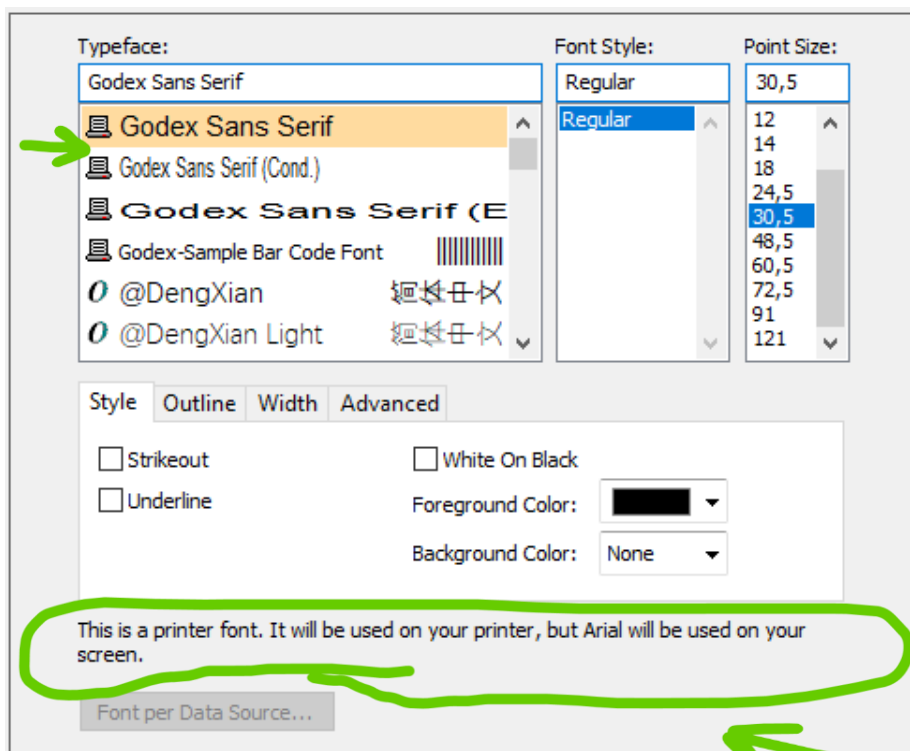 Typeface:
Font Style:
Point Size:
Godex Sans Serif
Regular
30,5
Godex Sans Serif
Godex Sans Serif (Cond.)
Godex Sans Serif (E
Godex-Sample Bar Code Font
@DengXian
@DengXian Light
Regular
12
14
18
24,5
30,5
48,5
60,5
72,5
91
121
Style
Outline
Width
Advanced
Strikeout
White On Black
Underline
Foreground Color:
Background Color:
None
This is a printer font. It will be used on your printer, but Arial will be used on your
screen.
Font per Data Source...